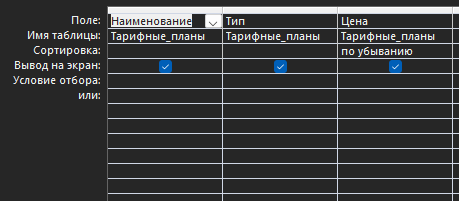 Поле: Наименование Тип Цена
Имя таблицы: Тарифные_планы Тарифные_планы Тарифные_планы
Сортировка: по убыванию
Вывод на экран:
Условие отбора:
или: